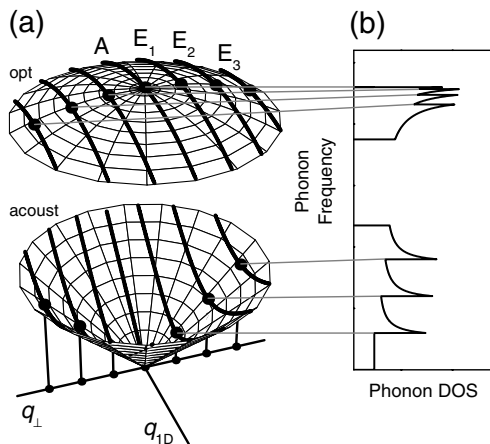 (a)
(b)
A E₁ E₂ E₃
opt
acoust
q⊥
q1D
Phonon
Frequency
Phonon DOS